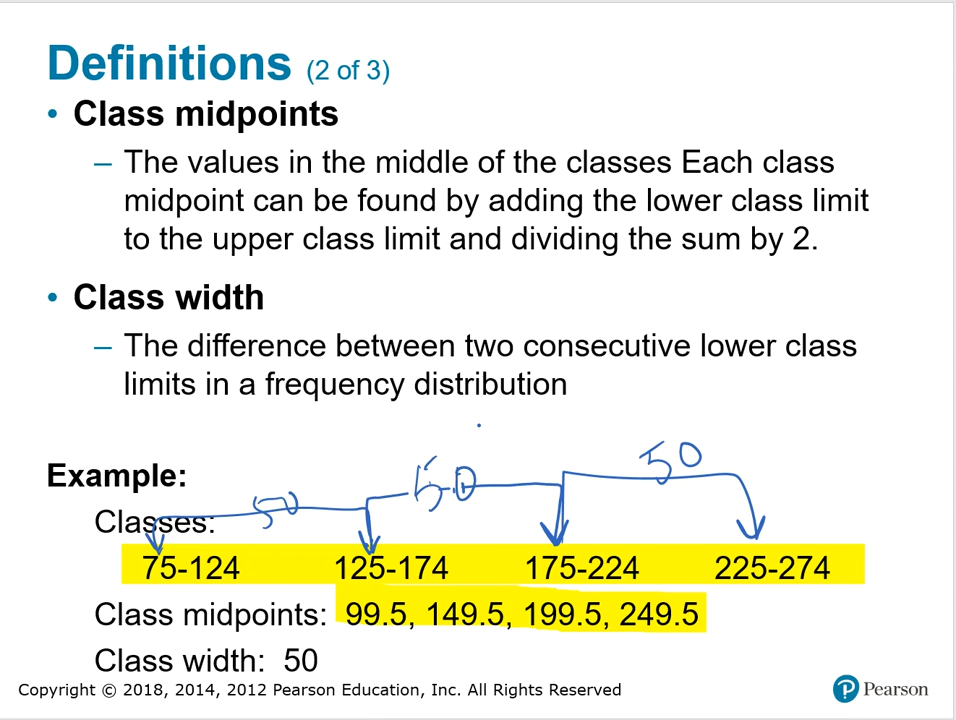 Definitions (2 of 3)
• Class midpoints
– The values in the middle of the classes Each class
midpoint can be found by adding the lower class limit
to the upper class limit and dividing the sum by 2.
• Class width
– The difference between two consecutive lower class
limits in a frequency distribution
50
50
Example:
50
Classes:
75-124 125-174 175-224 225-274
Class midpoints: 99.5, 149.5, 199.5, 249.5
Class width: 50
Copyright © 2018, 2014, 2012 Pearson Education, Inc. All Rights Reserved
P Pearson